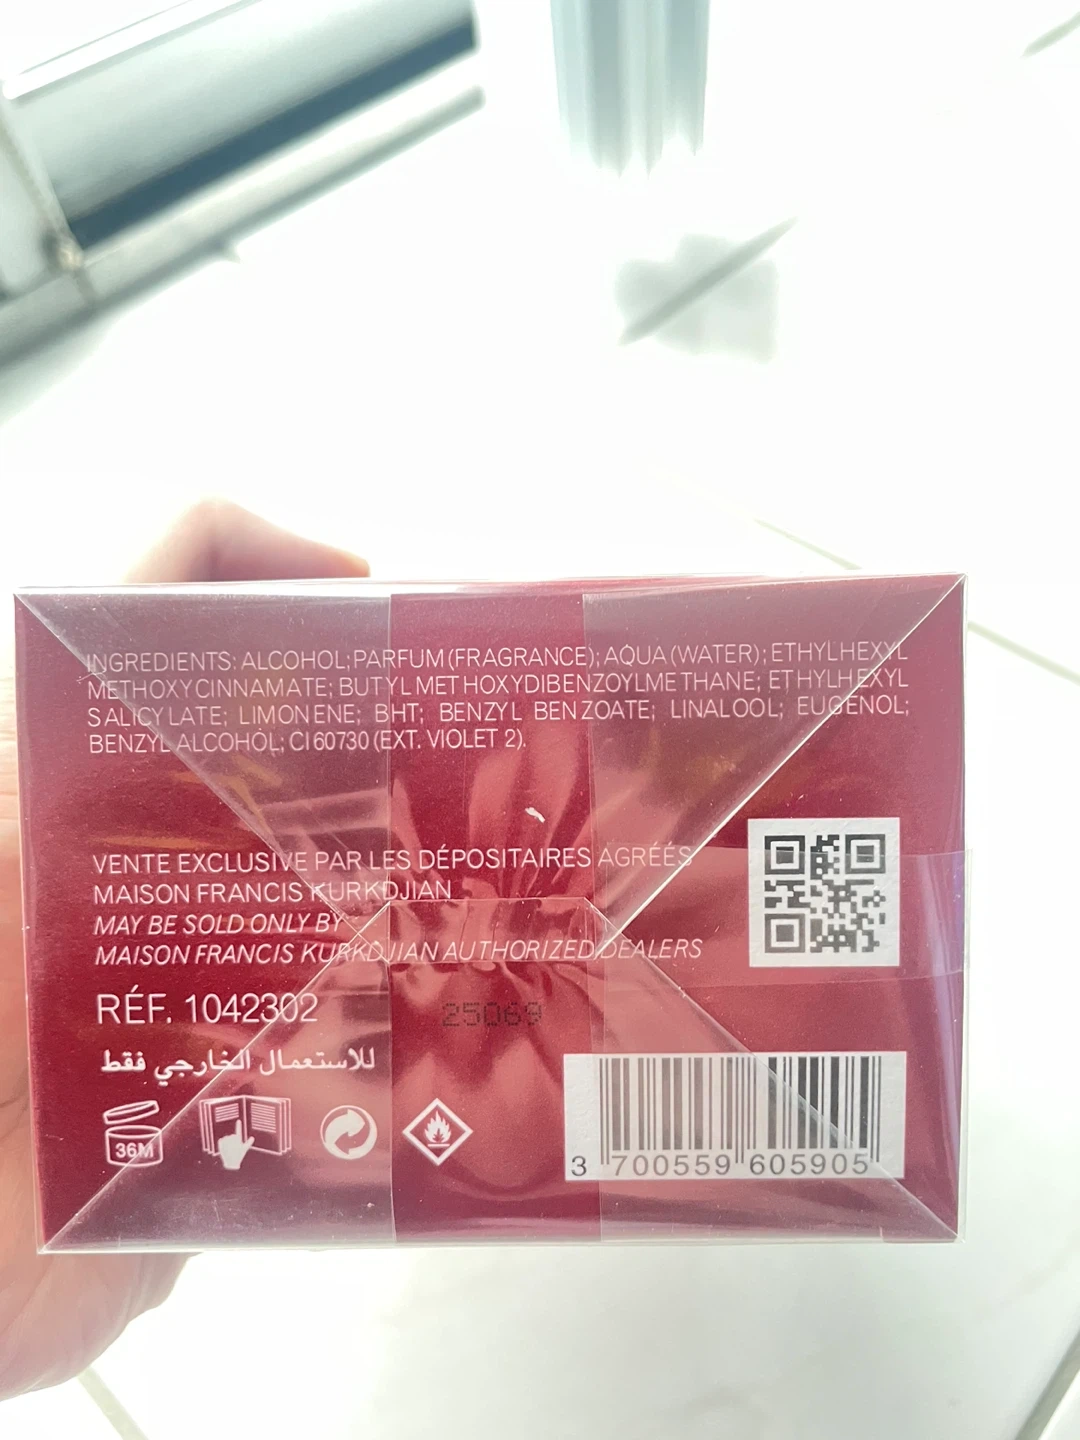 INGREDIENTS: ALCOHOL; PARFUM (FRAGRANCE); AQUA (WATER); ETHYLHEXYL
METHOXYCINNAMATE; BUTYL METHOXYDIBENZOYLMETHANE; ETHYLHEXYL
SALICYLATE; LIMONENE; BHT; BENZYL BENZOATE; LINALOOL; EUGENOL;
BENZYL ALCOHOL; CI 60730 (EXT. VIOLET 2).
VENTE EXCLUSIVE PAR LES DÉPOSITAIRES AGRÉÉS
MAISON FRANCIS KURKDJIAN
MAY BE SOLD ONLY BY
MAISON FRANCIS KURKDJIAN AUTHORIZED DEALERS
RÉF. 1042302
25069
للاستعمال الخارجي فقط
36M
3 700559 605905